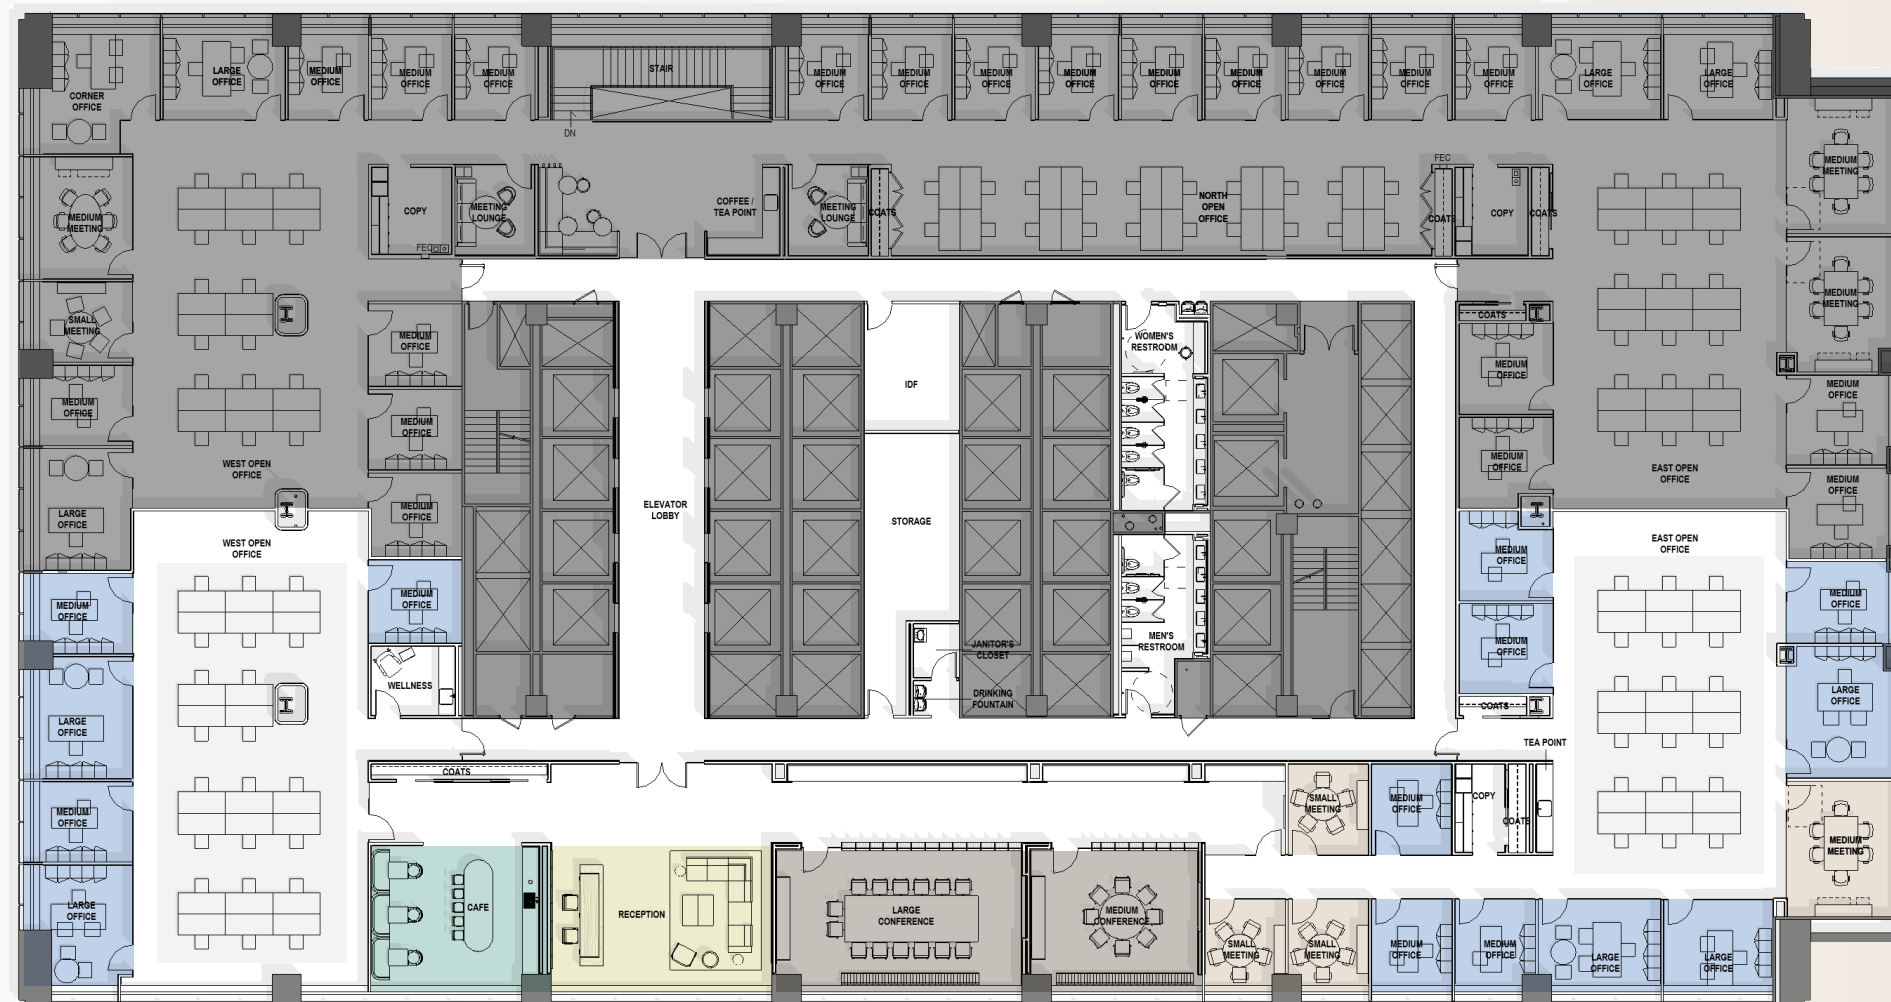 CORNER
OFFICE
LARGE
OFFICE
MEDIUM
OFFICE
MEDIUM
OFFICE
MEDIUM
OFFICE
STAIR
DN
MEDIUM
OFFICE
MEDIUM
OFFICE
MEDIUM
OFFICE
MEDIUM
OFFICE
MEDIUM
OFFICE
MEDIUM
OFFICE
MEDIUM
OFFICE
MEDIUM
OFFICE
MEDIUM
OFFICE
LARGE
OFFICE
LARGE
OFFICE
MEDIUM
MEETING
COPY
FEC
MEETING
LOUNGE
COFFEE /
TEA POINT
MEETING
LOUNGE
COATS
NORTH
OPEN
OFFICE
FEC
COATS
COPY
COATS
MEDIUM
MEETING
MEDIUM
MEETING
SMALL
MEETING
MEDIUM
OFFICE
WOMEN'S
RESTROOM
COATS
MEDIUM
OFFICE
MEDIUM
OFFICE
IDF
MEDIUM
OFFICE
MEDIUM
OFFICE
WEST OPEN
OFFICE
MEDIUM
OFFICE
EAST OPEN
OFFICE
MEDIUM
OFFICE
LARGE
OFFICE
MEDIUM
OFFICE
ELEVATOR
LOBBY
STORAGE
WEST OPEN
OFFICE
EAST OPEN
OFFICE
MEDIUM
OFFICE
MEDIUM
OFFICE
MEDIUM
OFFICE
MEDIUM
OFFICE
JANITOR'S
CLOSET
MEN'S
RESTROOM
MEDIUM
OFFICE
WELLNESS
DRINKING
FOUNTAIN
LARGE
OFFICE
LARGE
OFFICE
COATS
TEA POINT
COATS
MEDIUM
OFFICE
SMALL
MEETING
MEDIUM
OFFICE
COPY
COATS
MEDIUM
MEETING
LARGE
OFFICE
CAFE
RECEPTION
LARGE
CONFERENCE
MEDIUM
CONFERENCE
SMALL
MEETING
SMALL
MEETING
MEDIUM
OFFICE
MEDIUM
OFFICE
LARGE
OFFICE
LARGE
OFFICE